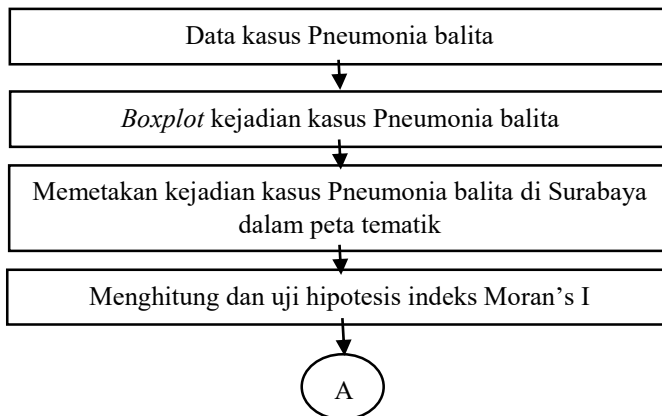 Data kasus Pneumonia balita
Boxplot kejadian kasus Pneumonia balita
Memetakan kejadian kasus Pneumonia balita di Surabaya
dalam peta tematik
Menghitung dan uji hipotesis indeks Moran’s I
A